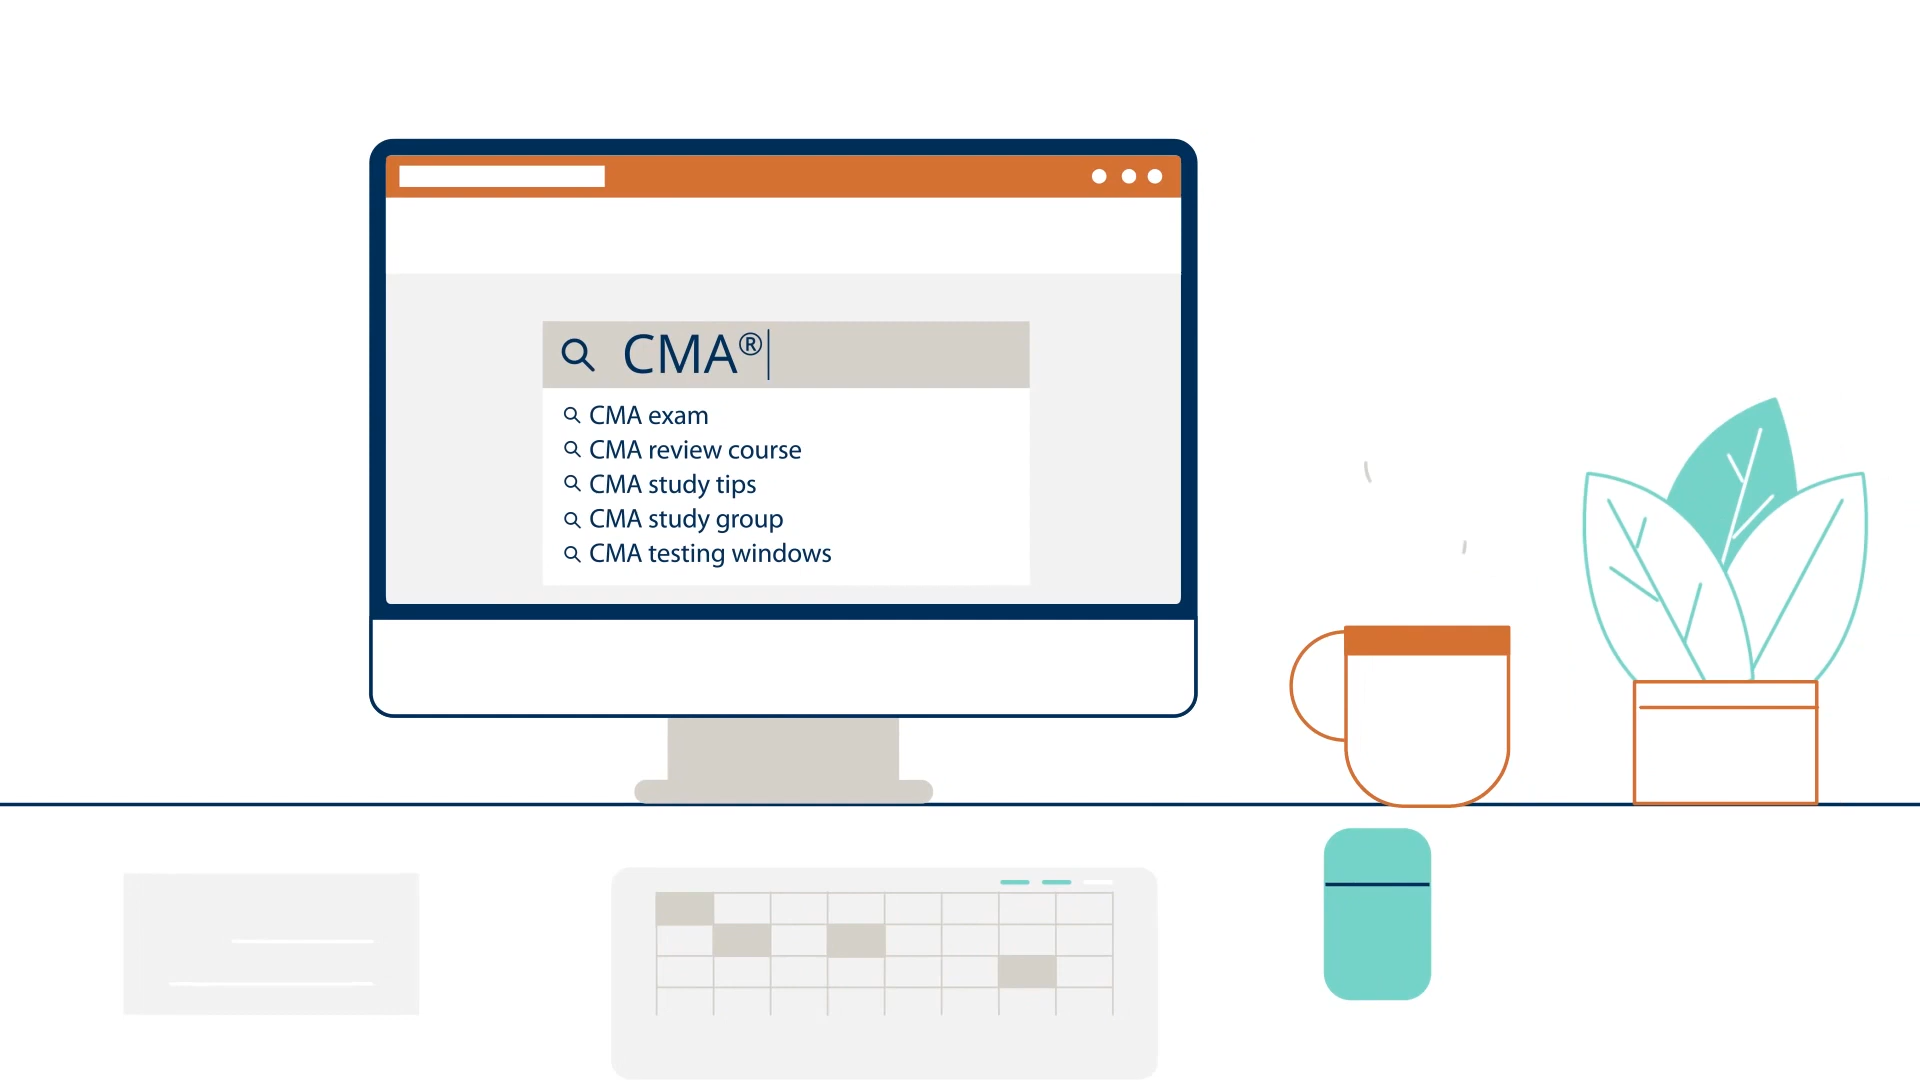 CMA®
CMA exam
CMA review course
CMA study tips
CMA study group
CMA testing windows